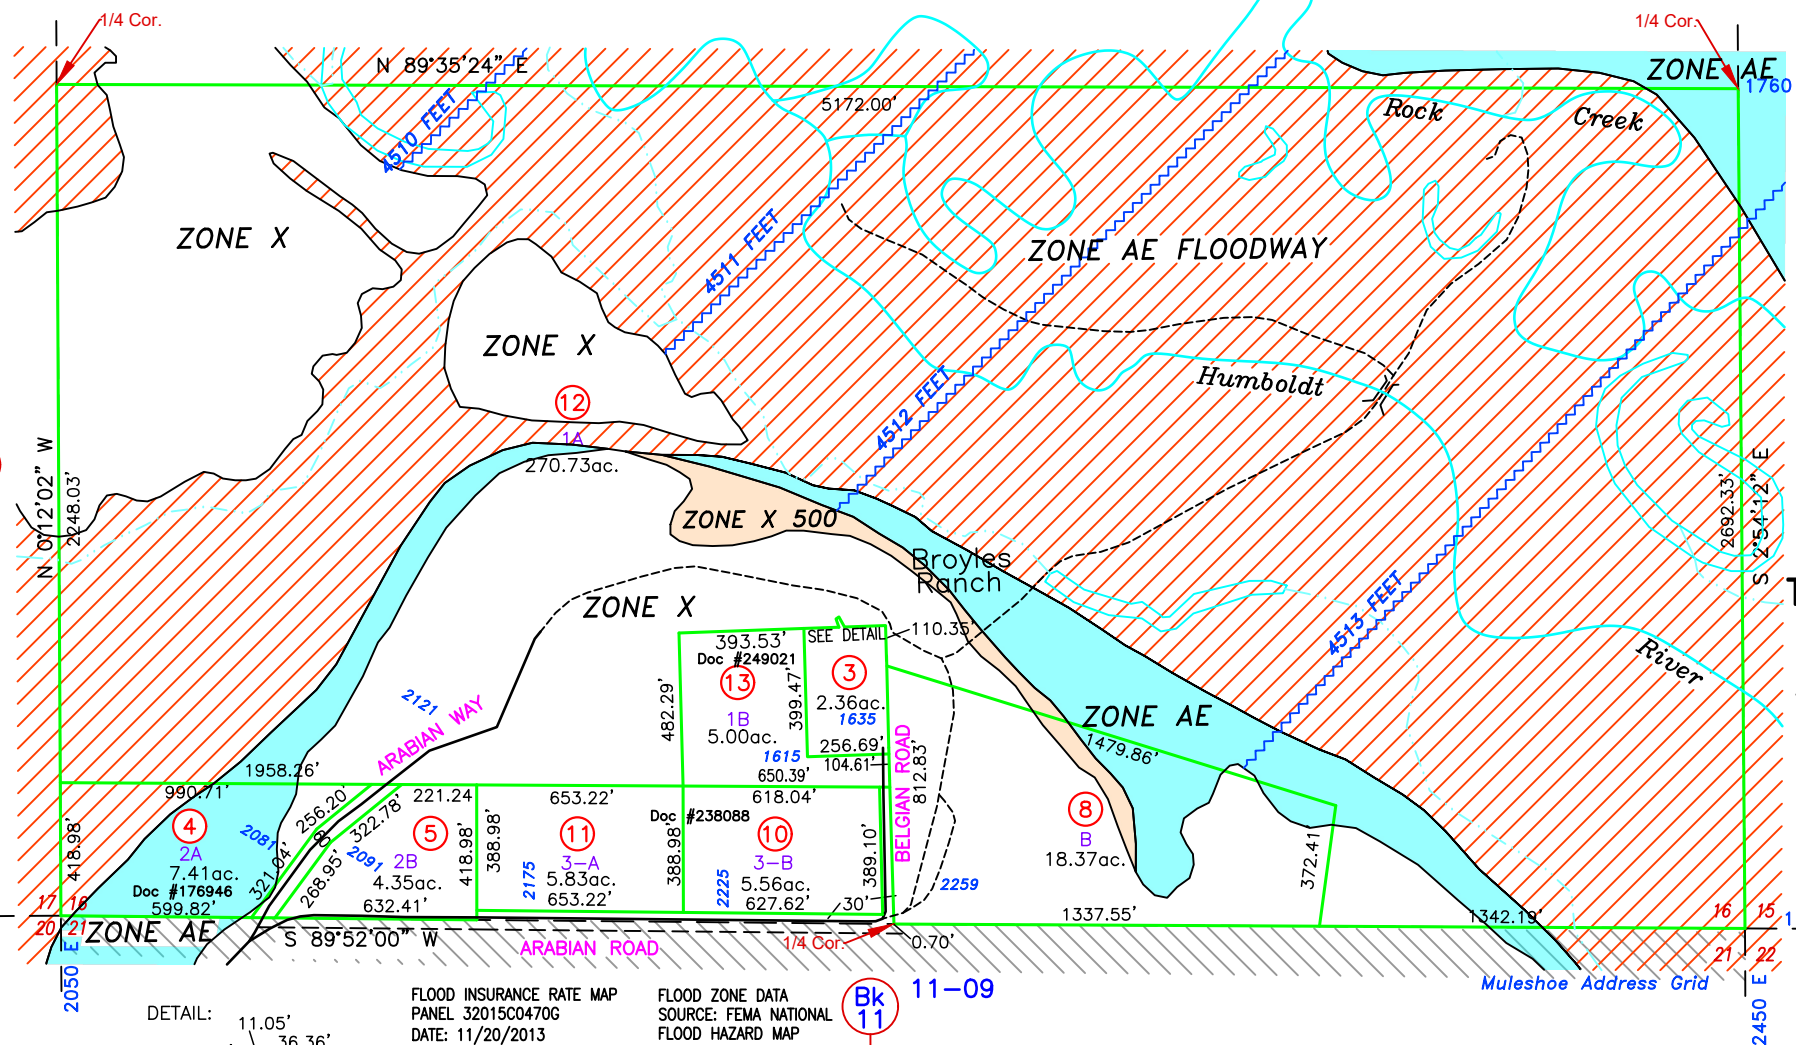 1/4 Cor.
1/4 Cor.
N 89°35'24" E
ZONE AE
1760
5172.00'
Rock
Creek
4510 FEET
ZONE X
4511 FEET
ZONE AE FLOODWAY
ZONE X
12
1A
270.73ac.
4512 FEET
Humboldt
N 0°12'02" W
2248.03'
2692.33'
S 2°54'12" E
ZONE X 500
Broyles
Ranch
4513 FEET
ZONE X
393.53'
SEE DETAIL
110.35'
Doc #249021
13
3
River
482.29'
399.47'
2.36ac.
1635
1B
5.00ac.
2121
ARABIAN WAY
ZONE AE
1479.86'
1615
256.69'
104.61'
650.39'
BELGIAN ROAD
812.83'
1958.26'
990.71'
256.20'
322.78'
221.24
653.22'
618.04'
Doc #238088
4
2081
60
5
11
10
8
418.98'
2A
7.41ac.
2091
2B
4.35ac.
418.98'
388.98'
3-A
5.83ac.
388.98'
3-B
5.56ac.
389.10'
B
18.37ac.
372.41'
Doc #176946
599.82'
321.04'
268.95'
632.41'
2175
653.22'
2225
627.62'
30'
2259
1337.55'
1342.19'
17
16
20
21
ZONE AE
S 89°52'00" W
ARABIAN ROAD
1/4 Cor.
0.70'
16
15
21
22
1
2050 E
2450 E
Muleshoe Address Grid
11-09
Bk
11
DETAIL:
11.05'
36.36'
FLOOD INSURANCE RATE MAP
PANEL 32015C0470G
DATE: 11/20/2013
FLOOD ZONE DATA
SOURCE: FEMA NATIONAL
FLOOD HAZARD MAP